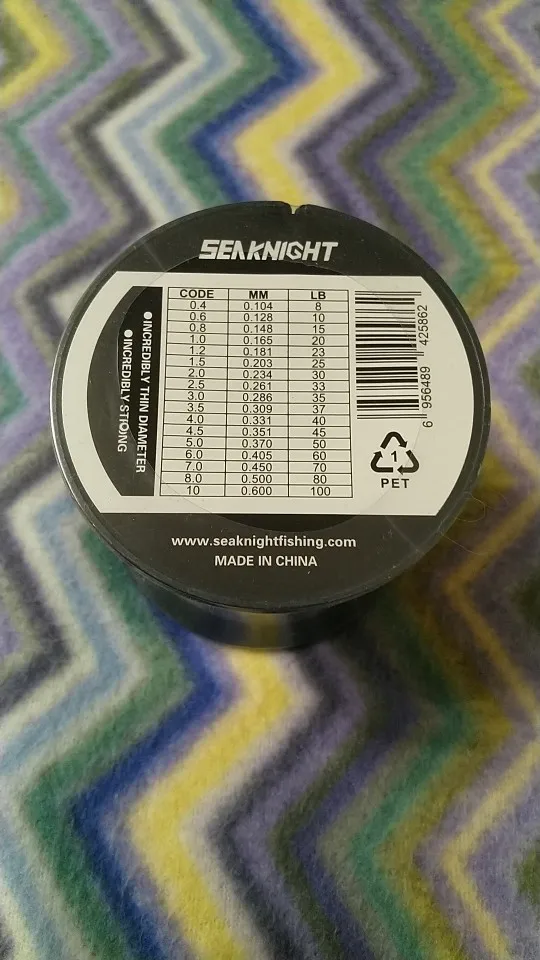 SEAKNIGHT
● INCREDIBLY THIN DIAMETER
● INCREDIBLY STRONG
CODE MM LB
0.4 0.104 8
0.6 0.128 10
0.8 0.148 15
1.0 0.165 20
1.2 0.181 23
1.5 0.203 25
2.0 0.234 30
2.5 0.261 33
3.0 0.286 35
3.5 0.309 37
4.0 0.331 40
4.5 0.351 45
5.0 0.370 50
6.0 0.405 60
7.0 0.450 70
8.0 0.500 80
10 0.600 100
6 956489 425862
1
PET
www.seaknightfishing.com
MADE IN CHINA